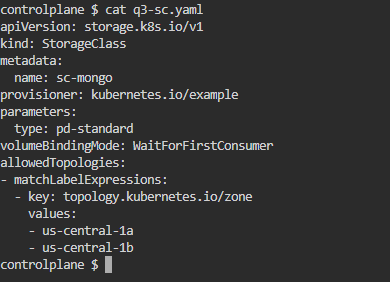 controlplane $ cat q3-sc.yaml
apiVersion: storage.k8s.io/v1
kind: StorageClass
metadata:
  name: sc-mongo
provisioner: kubernetes.io/example
parameters:
  type: pd-standard
volumeBindingMode: WaitForFirstConsumer
allowedTopologies:
- matchLabelExpressions:
  - key: topology.kubernetes.io/zone
    values:
    - us-central-1a
    - us-central-1b
controlplane $